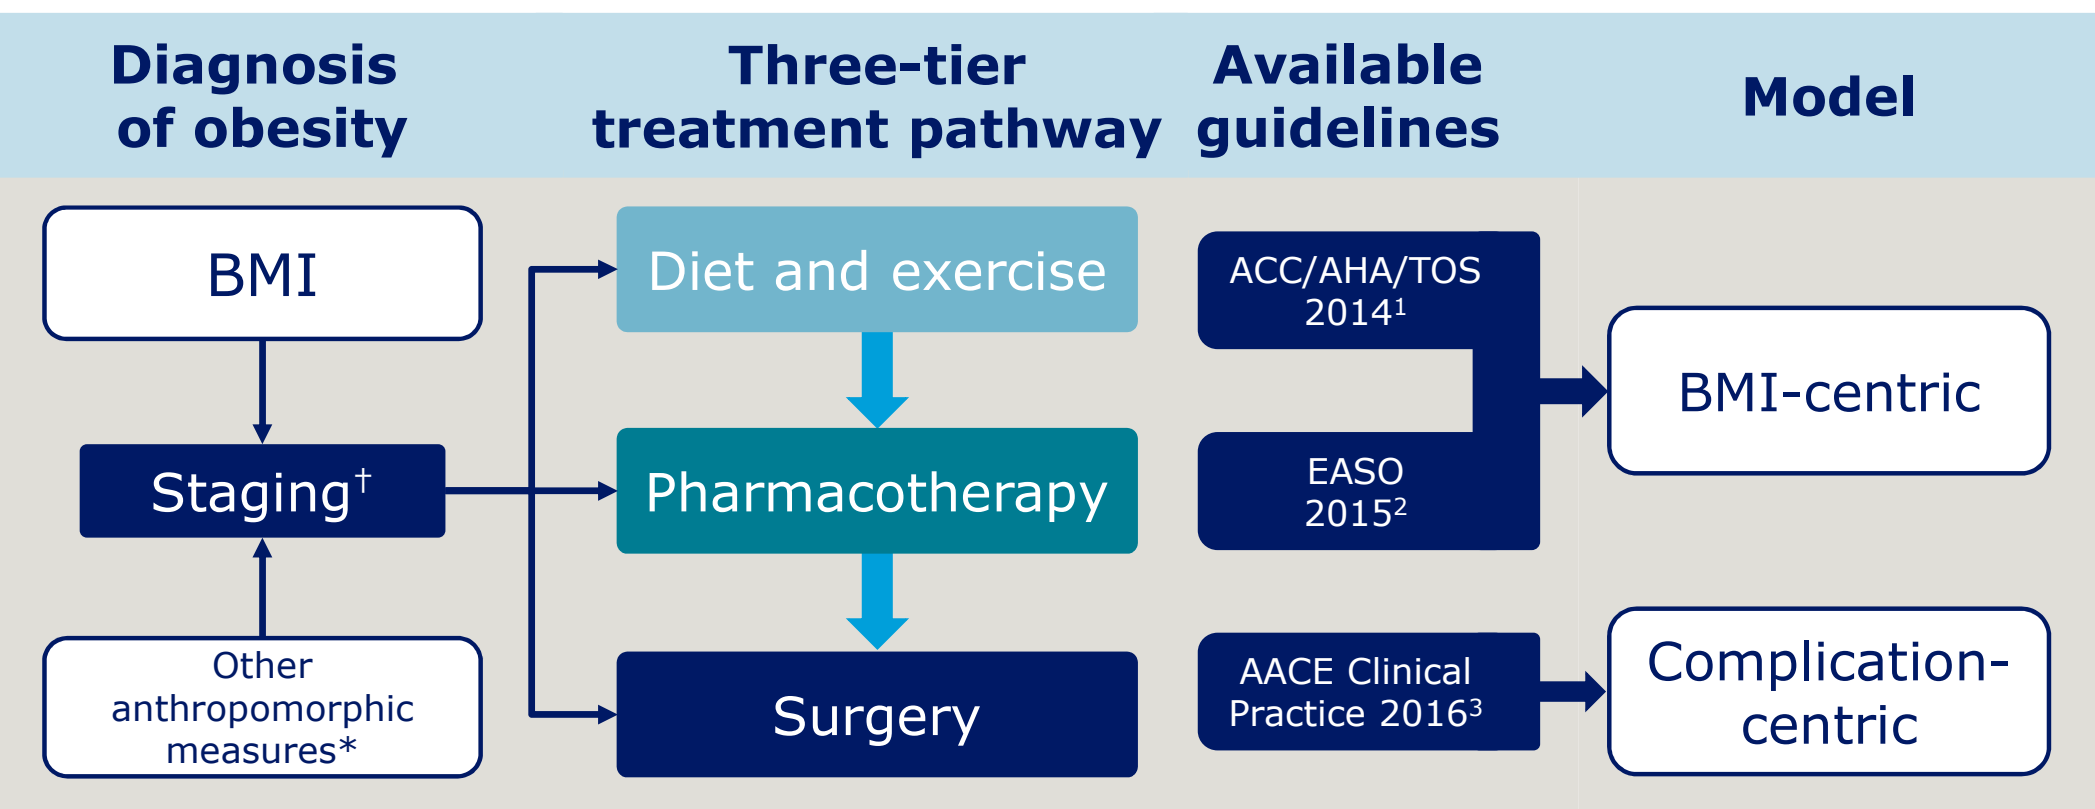 Diagnosis
of obesity
Three-tier
treatment pathway
Available
guidelines
Model
BMI
Staging†
Other
anthropomorphic
measures*
Diet and exercise
Pharmacotherapy
Surgery
ACC/AHA/TOS
2014¹
EASO
2015²
AACE Clinical
Practice 2016³
BMI-centric
Complication-
centric